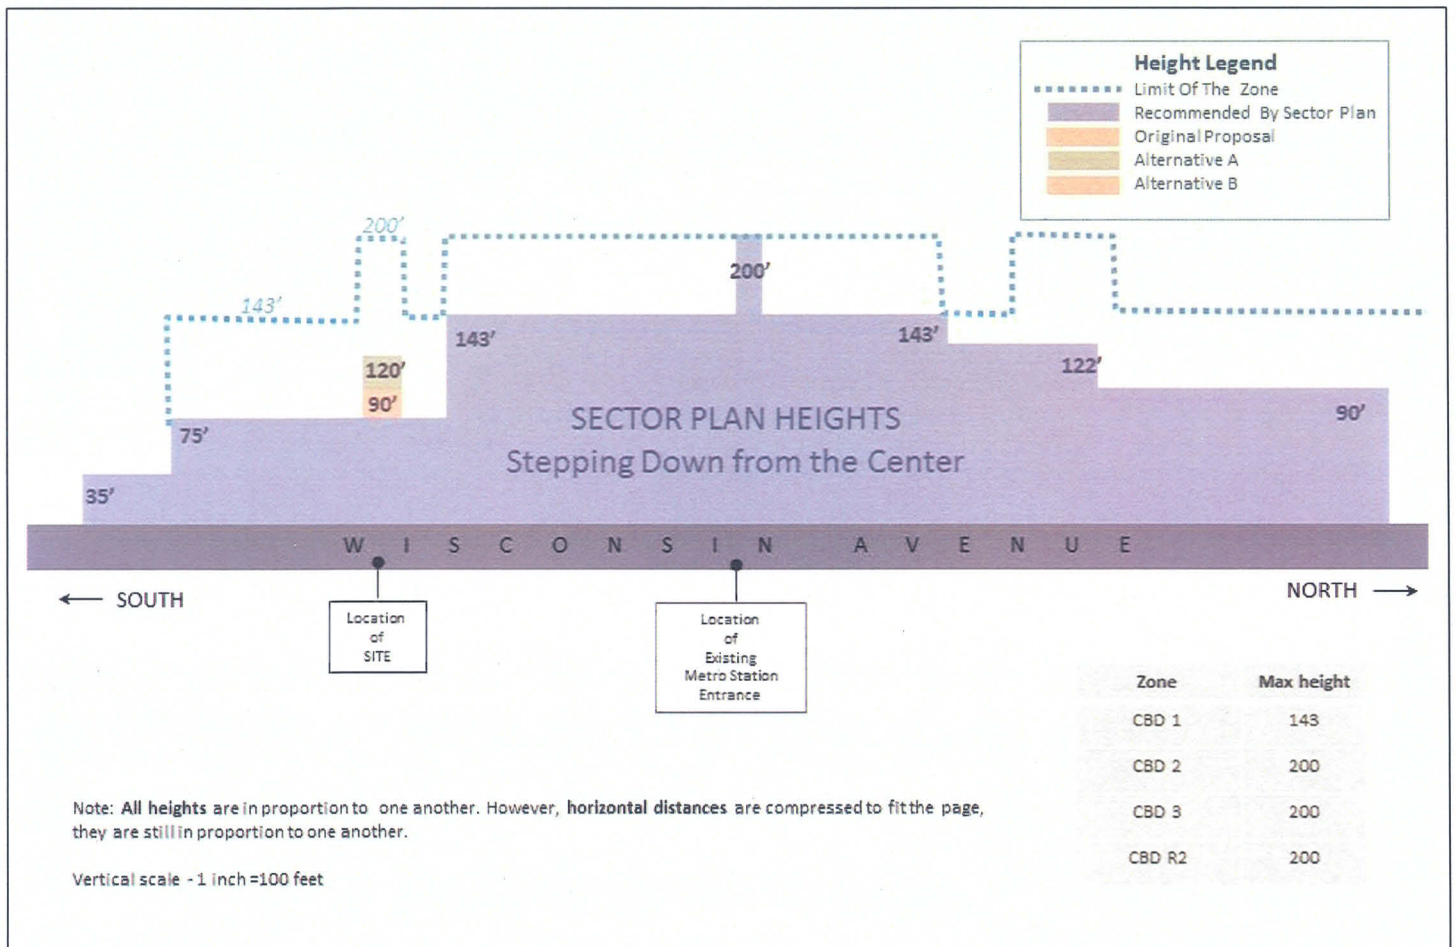 Height Legend
Limit Of The Zone
Recommended By Sector Plan
Original Proposal
Alternative A
Alternative B
200'
143'
200'
143'
143'
120'
122'
90'
90'
75'
35'
SECTOR PLAN HEIGHTS
Stepping Down from the Center
WISCONSIN AVENUE
SOUTH
NORTH
Location
of
SITE
Location
of
Existing
Metro Station
Entrance
Zone Max height
CBD 1 143
CBD 2 200
CBD 3 200
CBD R2 200
Note: All heights are in proportion to one another. However, horizontal distances are compressed to fit the page,
they are still in proportion to one another.
Vertical scale - 1 inch =100 feet